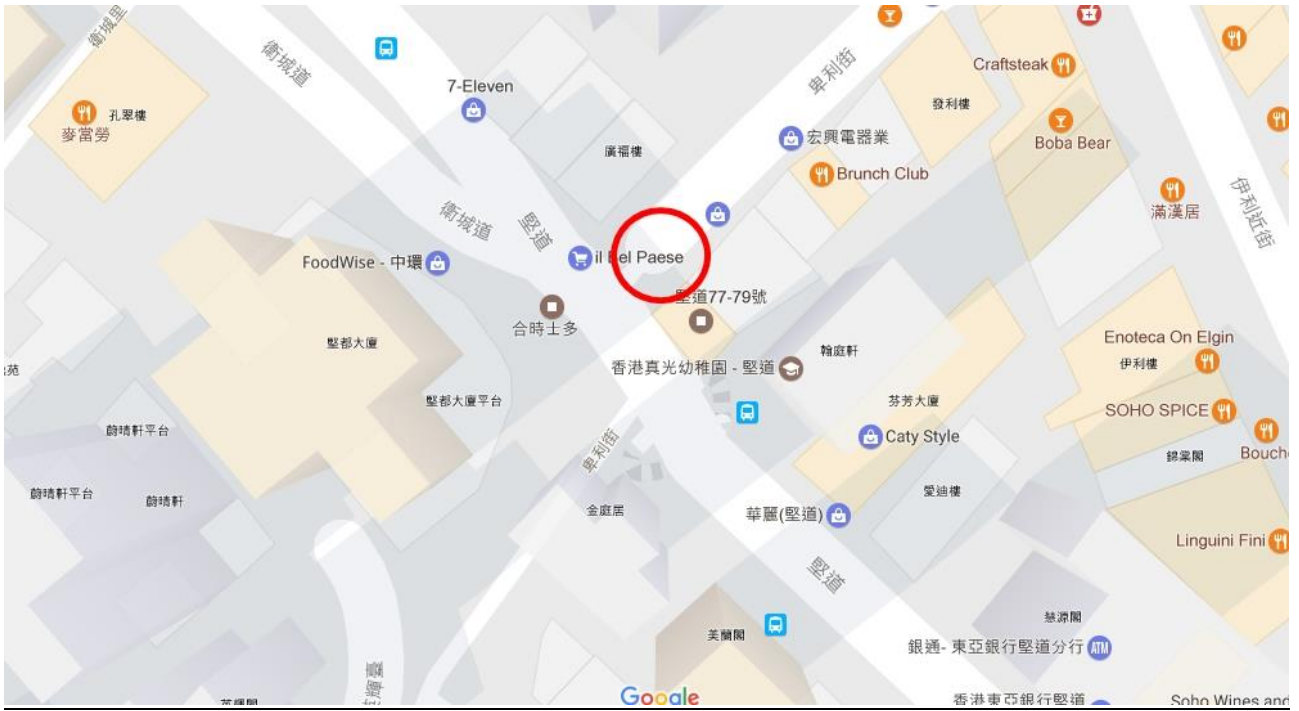 衛城里
衛城道
7-Eleven
卑利街
Craftsteak
孔翠樓
麥當勞
發利樓
宏興電器業
Boba Bear
廣福樓
Brunch Club
伊利近街
滿漢居
衛城道
堅道
FoodWise - 中環
il Bel Paese
堅道77-79號
合時士多
堅都大廈
翰庭軒
Enoteca On Elgin
伊利樓
香港真光幼稚園 - 堅道
堅都大廈平台
芬芳大廈
SOHO SPICE
蔚晴軒平台
卑利街
Caty Style
錦棠閣
蔚晴軒平台
蔚晴軒
愛迪樓
金庭居
華麗(堅道)
Linguini Fini
堅道
慈源閣
美蘭閣
銀通- 東亞銀行堅道分行
ATM
Google
香港東亞銀行堅道
Soho Wines and